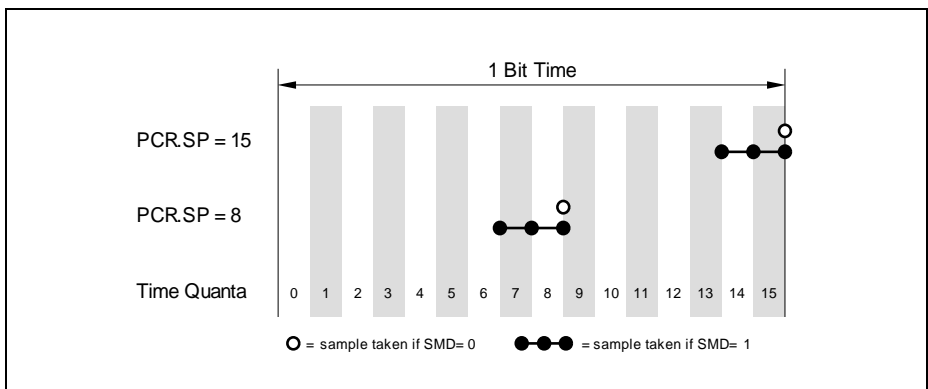 1 Bit Time
PCR.SP = 15
PCR.SP = 8
Time Quanta 0 1 2 3 4 5 6 7 8 9 10 11 12 13 14 15
= sample taken if SMD= 0 = sample taken if SMD= 1